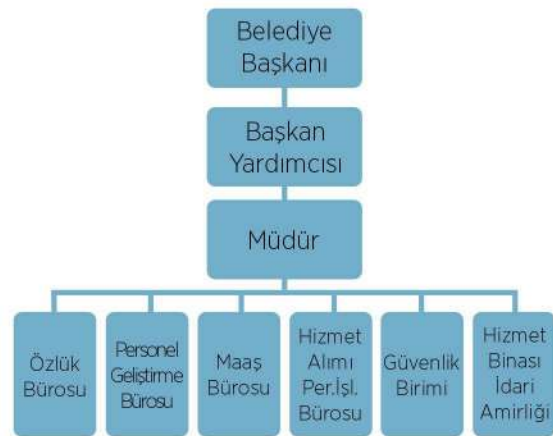 Belediye
Başkanı
Başkan
Yardımcısı
Müdür
Özlük
Bürosu
Personel
Geliştirme
Bürosu
Maaş
Bürosu
Hizmet
Alımı
Per.İşl.
Bürosu
Güvenlik
Birimi
Hizmet
Binası
İdari
Amirliği